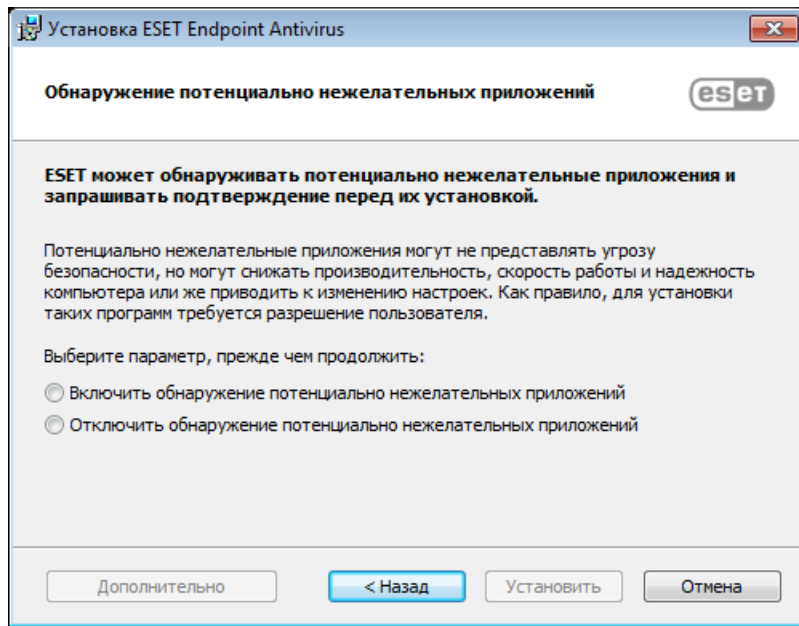 Установка ESET Endpoint Antivirus
Обнаружение потенциально нежелательных приложений
eset
ESET может обнаруживать потенциально нежелательные приложения и
запрашивать подтверждение перед их установкой.
Потенциально нежелательные приложения могут не представлять угрозу
безопасности, но могут снижать производительность, скорость работы и надежность
компьютера или же приводить к изменению настроек. Как правило, для установки
таких программ требуется разрешение пользователя.
Выберите параметр, прежде чем продолжить:
Включить обнаружение потенциально нежелательных приложений
Отключить обнаружение потенциально нежелательных приложений
Дополнительно
< Назад
Установить
Отмена